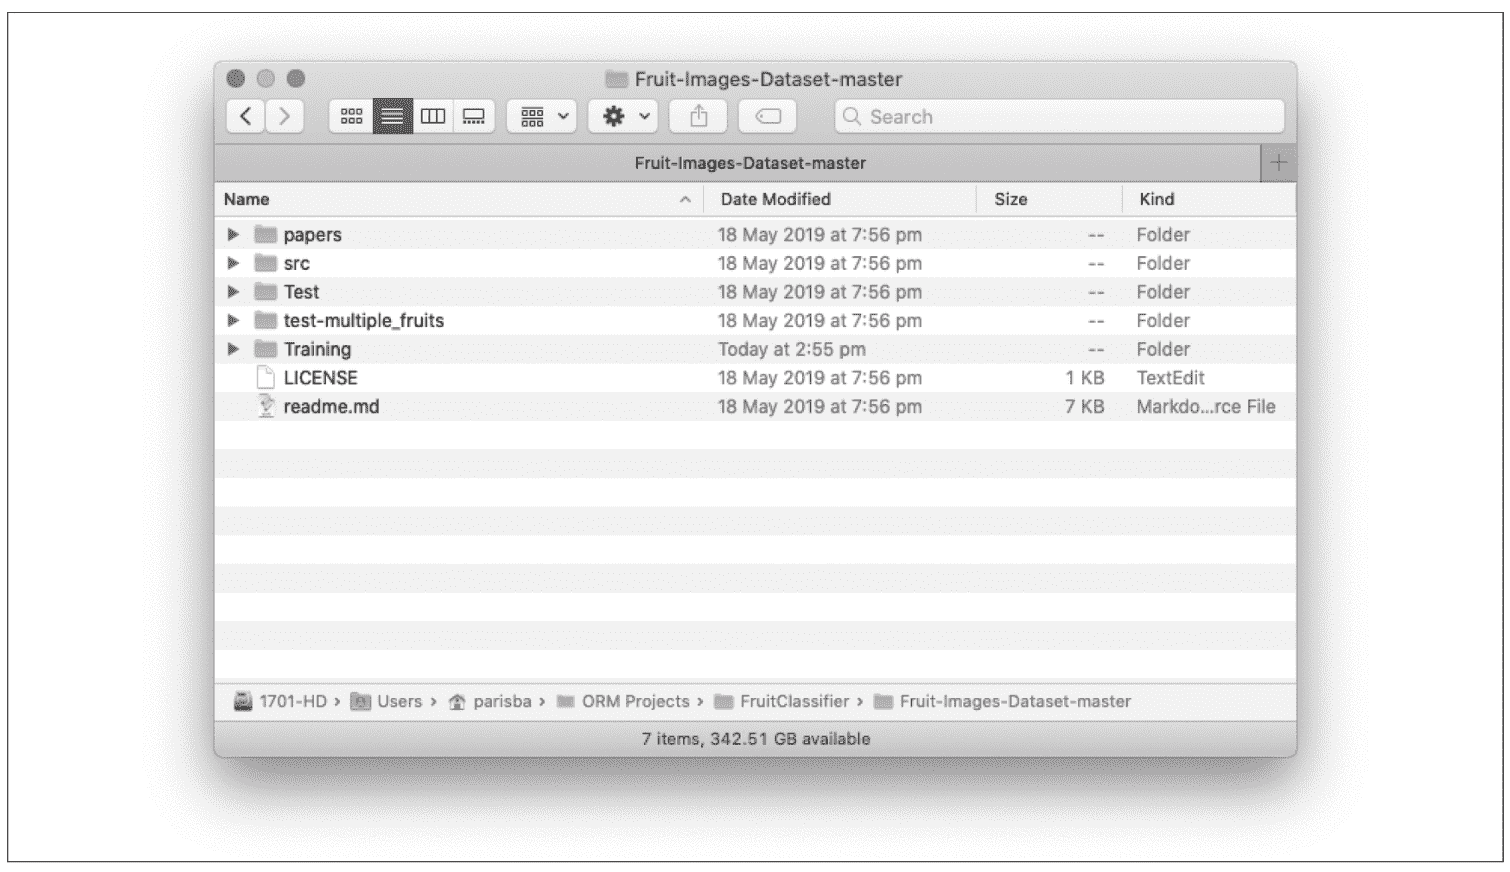 Fruit-Images-Dataset-master
Search
Fruit-Images-Dataset-master
Name Date Modified Size Kind
papers 18 May 2019 at 7:56 pm -- Folder
src 18 May 2019 at 7:56 pm -- Folder
Test 18 May 2019 at 7:56 pm -- Folder
test-multiple_fruits 18 May 2019 at 7:56 pm -- Folder
Training Today at 2:55 pm -- Folder
LICENSE 18 May 2019 at 7:56 pm 1 KB TextEdit
readme.md 18 May 2019 at 7:56 pm 7 KB Markdo...rce File
1701-HD › Users › parisba › ORM Projects › FruitClassifier › Fruit-Images-Dataset-master
7 items, 342.51 GB available